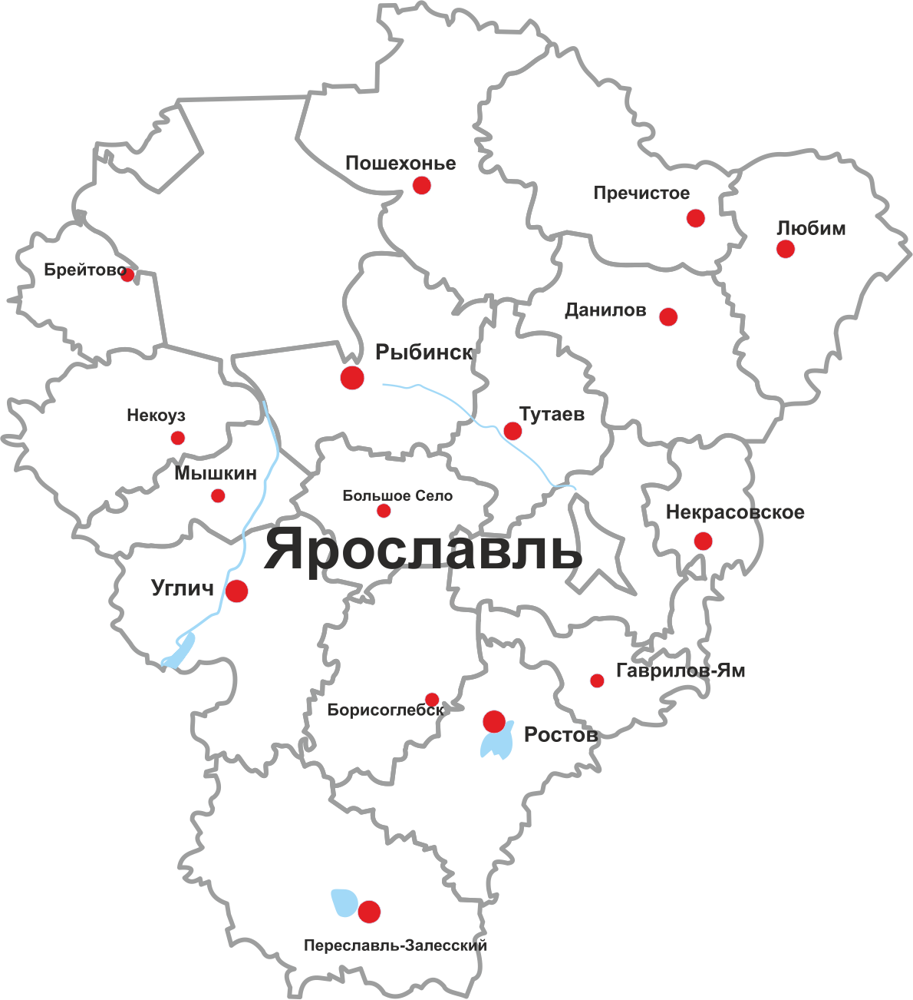 Пошехонье
Пречистое
Любим
Брейтово
Данилов
Рыбинск
Некоуз
Тутаев
Мышкин
Большое Село
Некрасовское
Ярославль
Углич
Гаврилов-Ям
Борисоглебск
Ростов
Переславль-Залесский